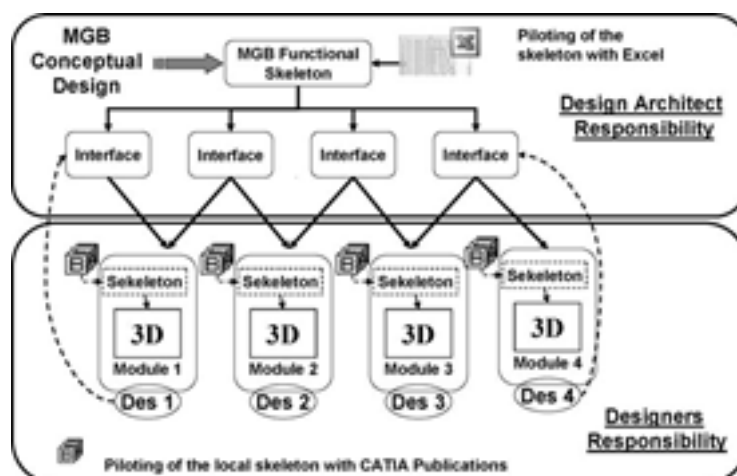 MGB
Conceptual
Design
MGB Functional
Skeleton
Piloting of the
skeleton with Excel
Design Architect
Responsibility
Interface
Interface
Interface
Interface
Sekeleton
Sekeleton
Sekeleton
Sekeleton
3D
3D
3D
3D
Module 1
Module 2
Module 3
Module 4
Des 1
Des 2
Des 3
Des 4
Designers
Responsibility
Piloting of the local skeleton with CATIA Publications